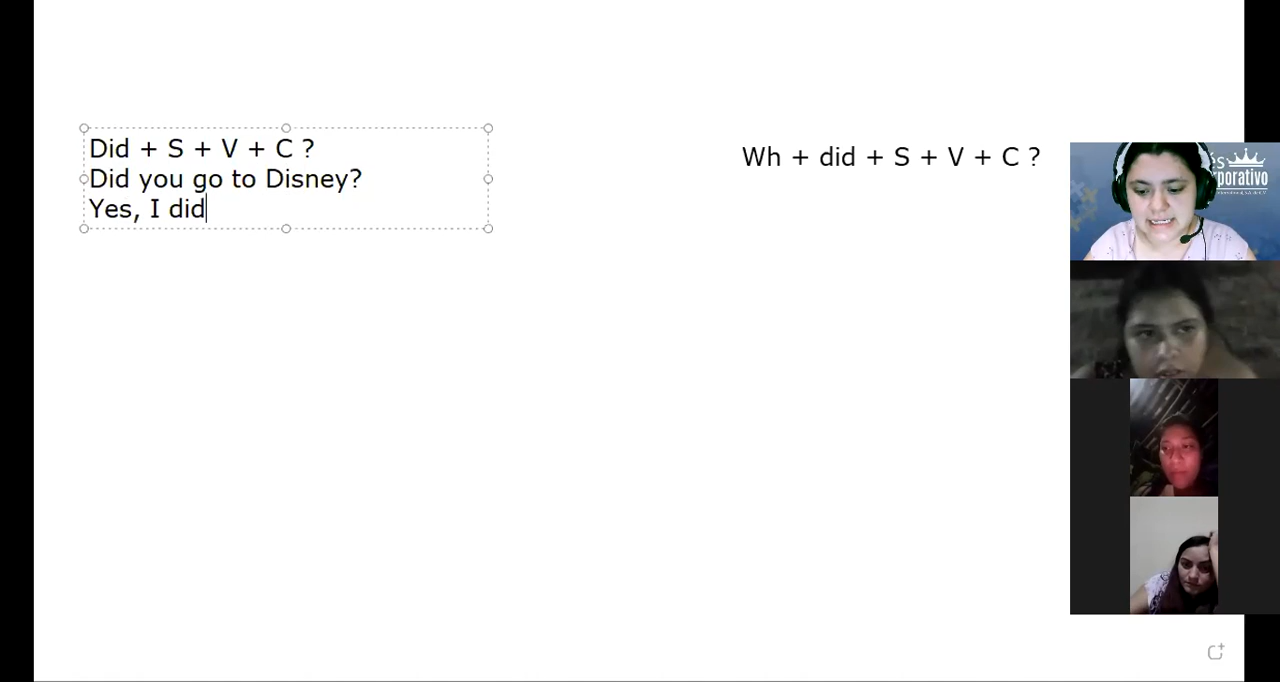 Did + S + V + C ?
Did you go to Disney?
Yes, I did
Wh + did + S + V + C ?